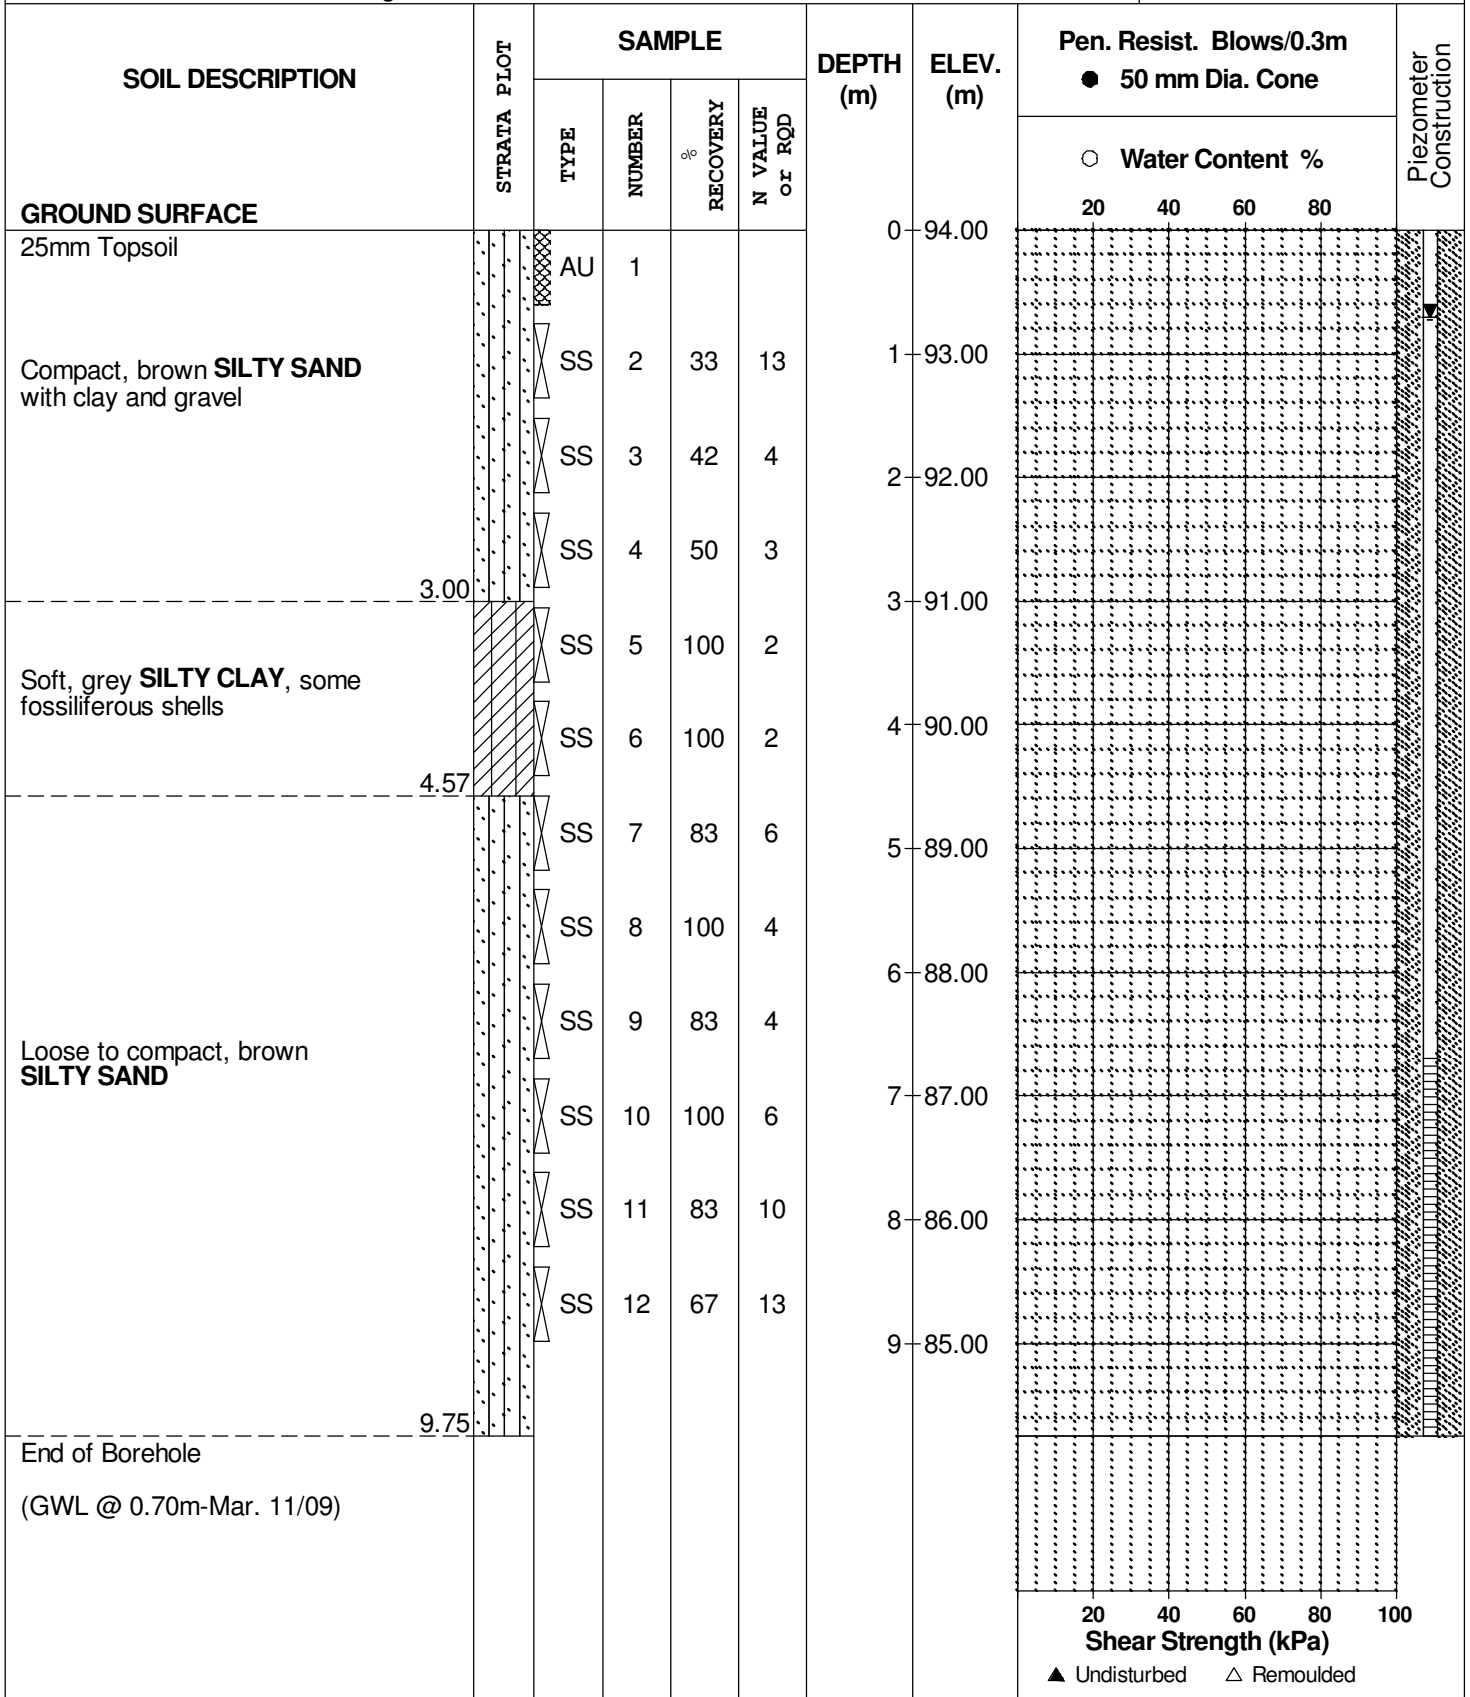 SOIL DESCRIPTION
GROUND SURFACE
STRATA PLOT
SAMPLE
TYPE
NUMBER
% RECOVERY
N VALUE or RQD
DEPTH (m)
ELEV. (m)
Pen. Resist. Blows/0.3m
● 50 mm Dia. Cone
○ Water Content %
20 40 60 80
Piezometer Construction
0 94.00
25mm Topsoil
AU 1
Compact, brown SILTY SAND
with clay and gravel
SS 2 33 13
1 93.00
SS 3 42 4
2 92.00
SS 4 50 3
3.00
3 91.00
SS 5 100 2
Soft, grey SILTY CLAY, some
fossiliferous shells
SS 6 100 2
4 90.00
4.57
SS 7 83 6
5 89.00
SS 8 100 4
6 88.00
SS 9 83 4
Loose to compact, brown
SILTY SAND
7 87.00
SS 10 100 6
SS 11 83 10
8 86.00
SS 12 67 13
9 85.00
9.75
End of Borehole
(GWL @ 0.70m-Mar. 11/09)
20 40 60 80 100
Shear Strength (kPa)
▲ Undisturbed △ Remoulded